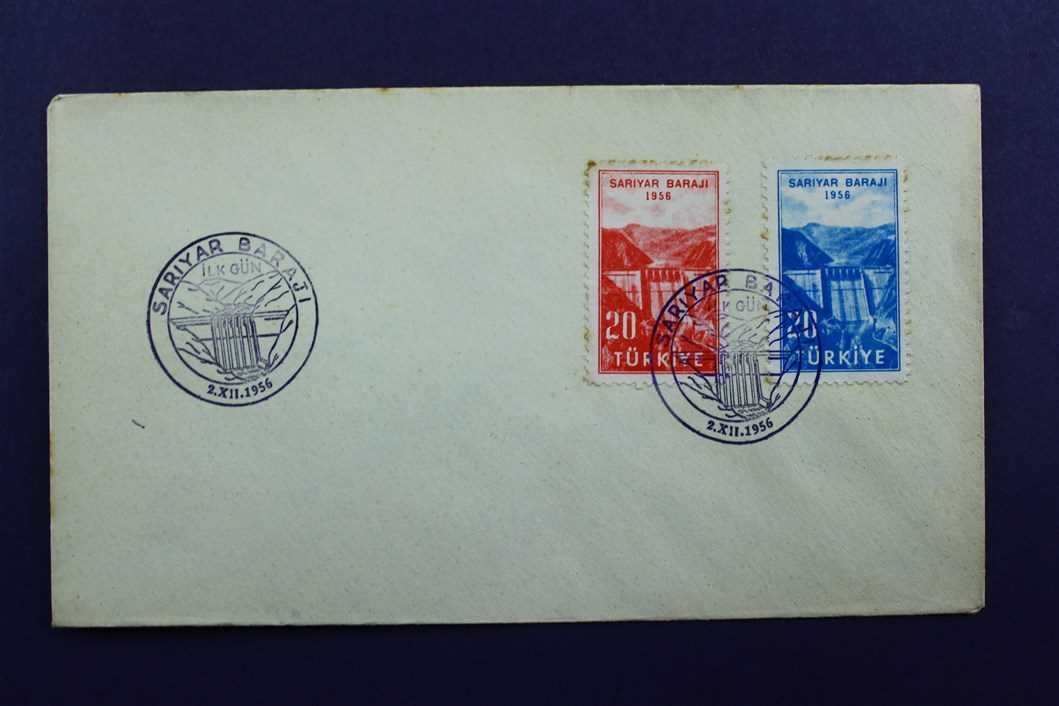 SARIYAR BARAJI
İLK GÜN
2.XII.1956
SARIYAR BARAJI
1956
20
TÜRKİYE
SARIYAR BARAJI
1956
20
TÜRKİYE
SARIYAR BARAJI
İLK GÜN
2.XII.1956